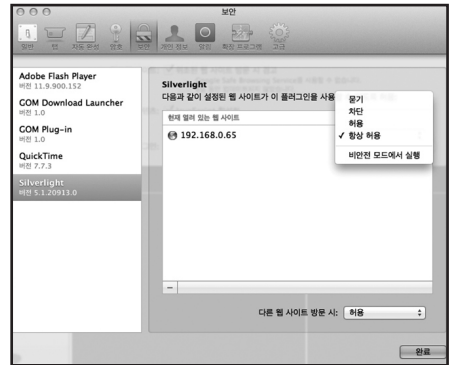 보안
일반
탭
자동 완성
암호
보안
개인 정보
알림
확장 프로그램
고급
Adobe Flash Player
버전 11.9.900.152
GOM Download Launcher
버전 1.0
GOM Plug-in
버전 1.0
QuickTime
버전 7.7.3
Silverlight
버전 5.1.20913.0
Silverlight
다음과 같이 설정된 웹 사이트가 이 플러그인을 사용
현재 열려 있는 웹 사이트
192.168.0.65
묻기
차단
허용
✓ 항상 허용
비안전 모드에서 실행
다른 웹 사이트 방문 시: 허용
완료